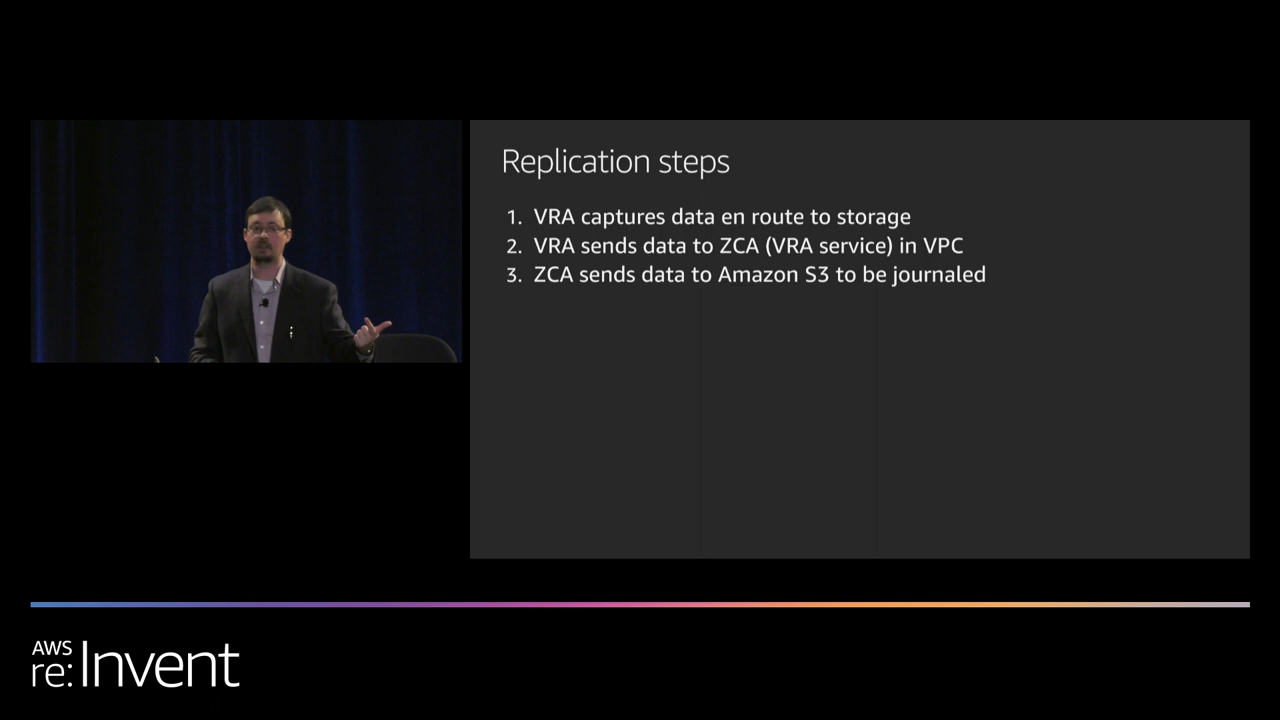 Replication steps
1. VRA captures data en route to storage
2. VRA sends data to ZCA (VRA service) in VPC
3. ZCA sends data to Amazon S3 to be journaled
AWS
re:Invent